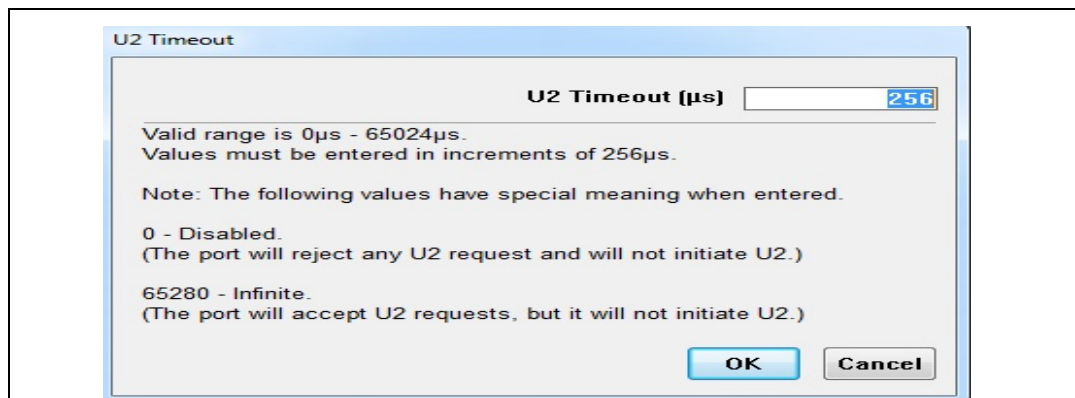 U2 Timeout
U2 Timeout (µs) 256
Valid range is 0µs - 65024µs.
Values must be entered in increments of 256µs.
Note: The following values have special meaning when entered.
0 - Disabled.
(The port will reject any U2 request and will not initiate U2.)
65280 - Infinite.
(The port will accept U2 requests, but it will not initiate U2.)
OK Cancel